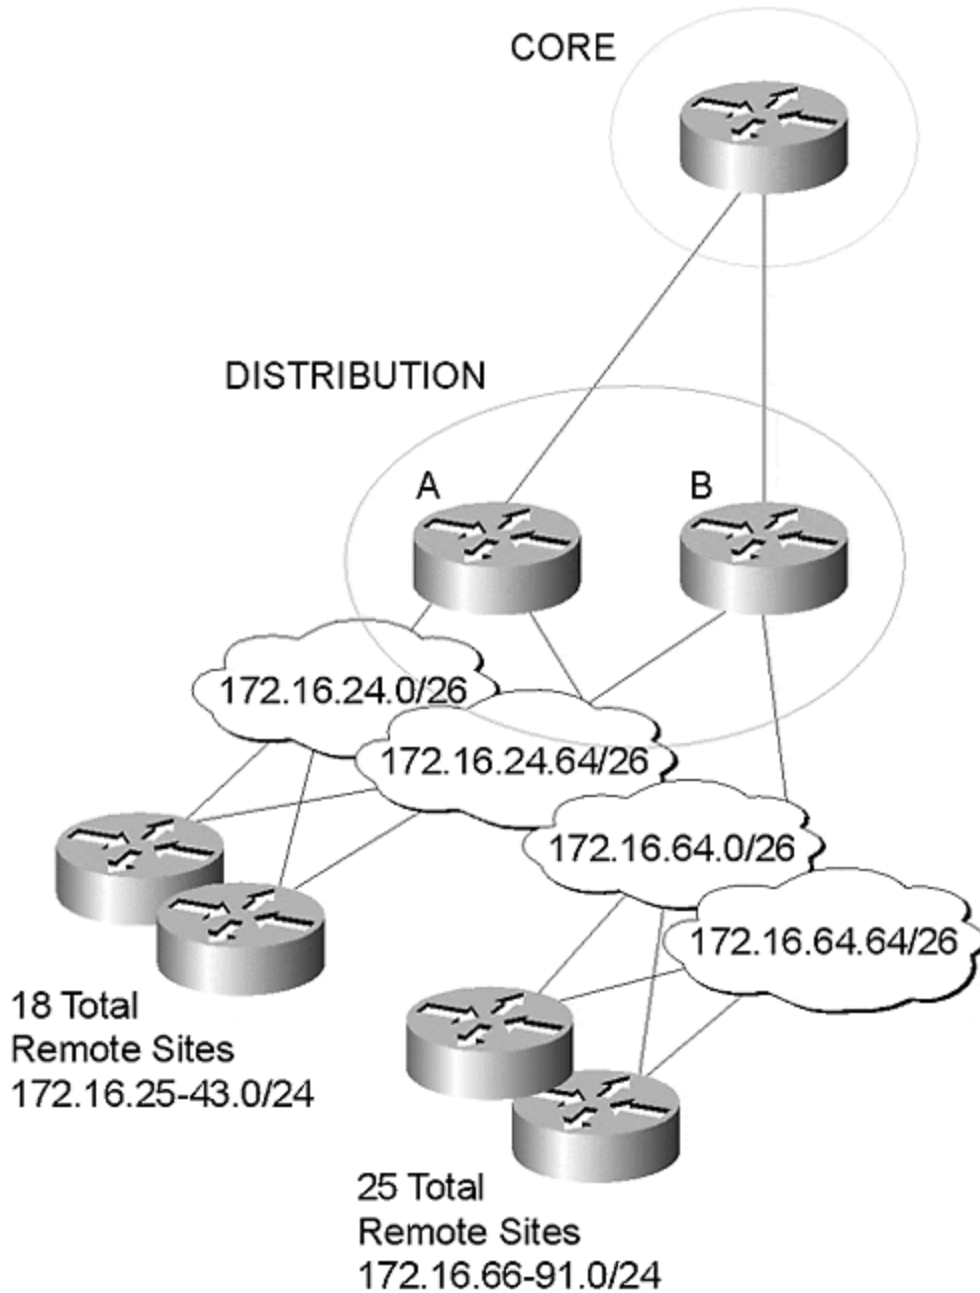 CORE
DISTRIBUTION
A
B
172.16.24.0/26
172.16.24.64/26
172.16.64.0/26
172.16.64.64/26
18 Total
Remote Sites
172.16.25-43.0/24
25 Total
Remote Sites
172.16.66-91.0/24